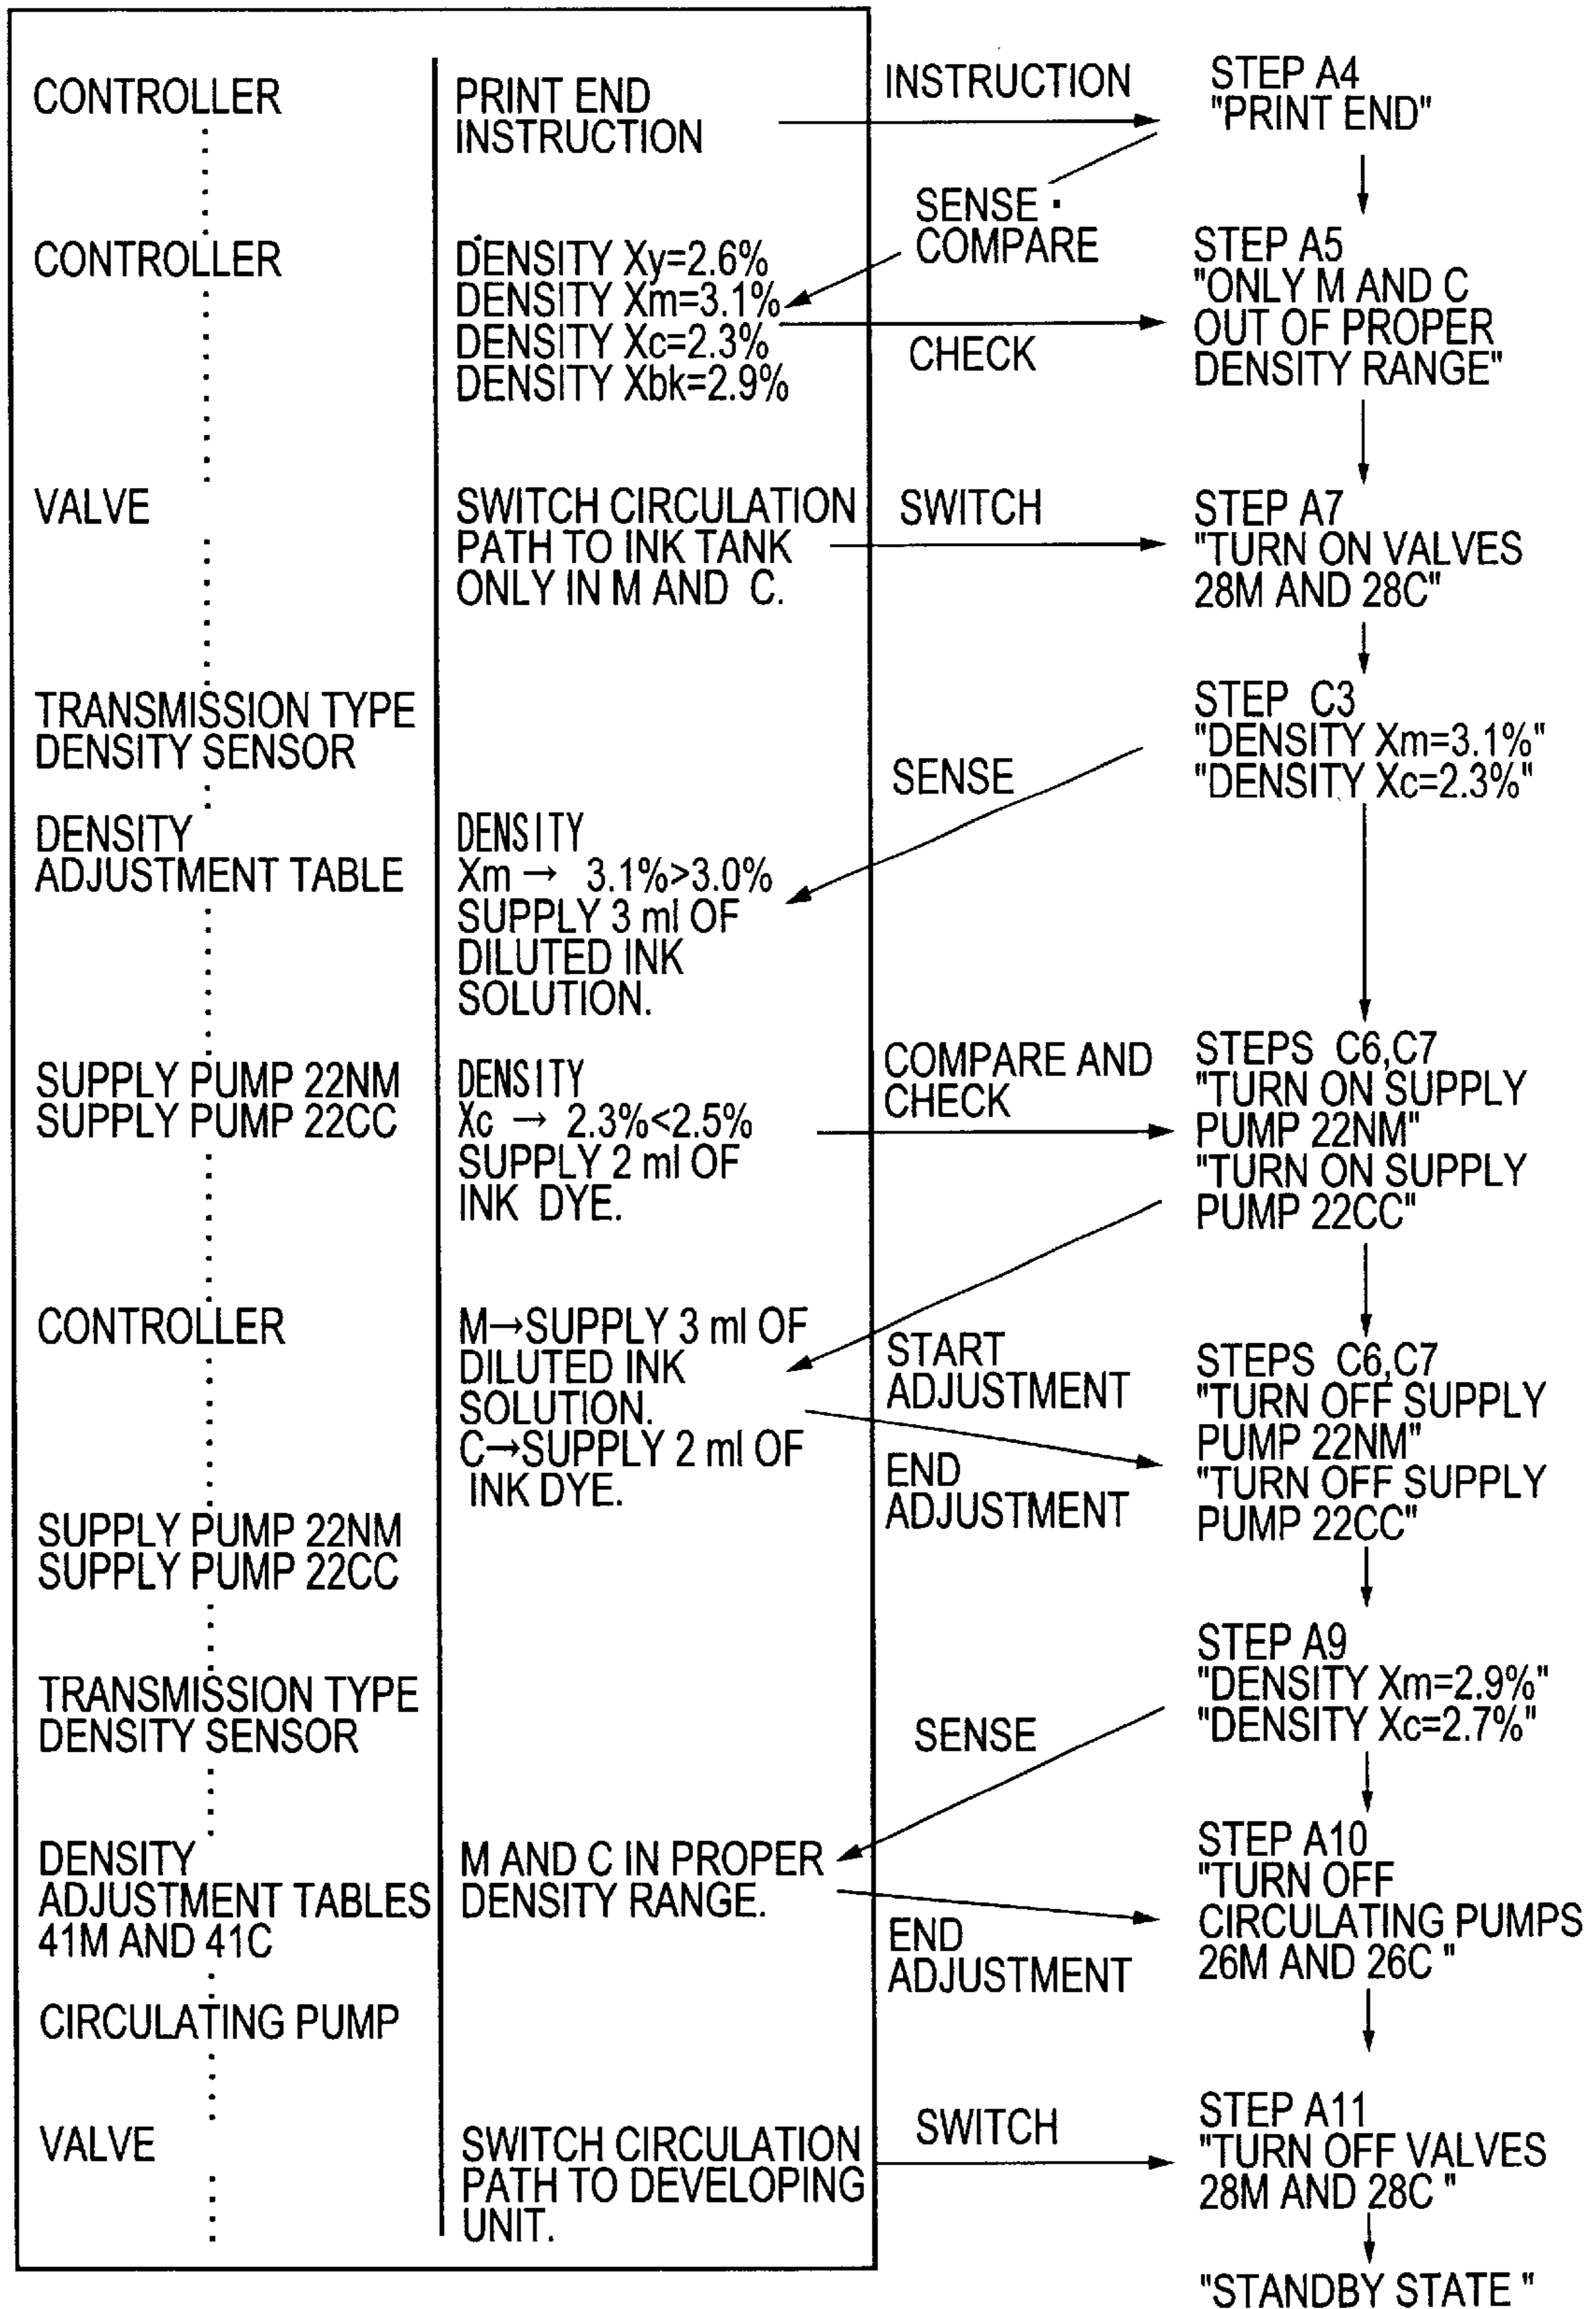 CONTROLLER
PRINT END
INSTRUCTION
INSTRUCTION
STEP A4
"PRINT END"
SENSE ·
COMPARE
CONTROLLER
DENSITY Xy=2.6%
DENSITY Xm=3.1%
DENSITY Xc=2.3%
DENSITY Xbk=2.9%
CHECK
STEP A5
"ONLY M AND C
OUT OF PROPER
DENSITY RANGE"
VALVE
SWITCH CIRCULATION
PATH TO INK TANK
ONLY IN M AND C.
SWITCH
STEP A7
"TURN ON VALVES
28M AND 28C"
TRANSMISSION TYPE
DENSITY SENSOR
SENSE
STEP C3
"DENSITY Xm=3.1%"
"DENSITY Xc=2.3%"
DENSITY
ADJUSTMENT TABLE
DENSITY
Xm → 3.1%>3.0%
SUPPLY 3 ml OF
DILUTED INK
SOLUTION.
SUPPLY PUMP 22NM
SUPPLY PUMP 22CC
DENSITY
Xc → 2.3%<2.5%
SUPPLY 2 ml OF
INK DYE.
COMPARE AND
CHECK
STEPS C6,C7
"TURN ON SUPPLY
PUMP 22NM"
"TURN ON SUPPLY
PUMP 22CC"
CONTROLLER
M→SUPPLY 3 ml OF
DILUTED INK
SOLUTION.
C→SUPPLY 2 ml OF
INK DYE.
START
ADJUSTMENT
END
ADJUSTMENT
STEPS C6,C7
"TURN OFF SUPPLY
PUMP 22NM"
"TURN OFF SUPPLY
PUMP 22CC"
SUPPLY PUMP 22NM
SUPPLY PUMP 22CC
TRANSMISSION TYPE
DENSITY SENSOR
SENSE
STEP A9
"DENSITY Xm=2.9%"
"DENSITY Xc=2.7%"
DENSITY
ADJUSTMENT TABLES
41M AND 41C
M AND C IN PROPER
DENSITY RANGE.
END
ADJUSTMENT
STEP A10
"TURN OFF
CIRCULATING PUMPS
26M AND 26C "
CIRCULATING PUMP
VALVE
SWITCH CIRCULATION
PATH TO DEVELOPING
UNIT.
SWITCH
STEP A11
"TURN OFF VALVES
28M AND 28C "
"STANDBY STATE "